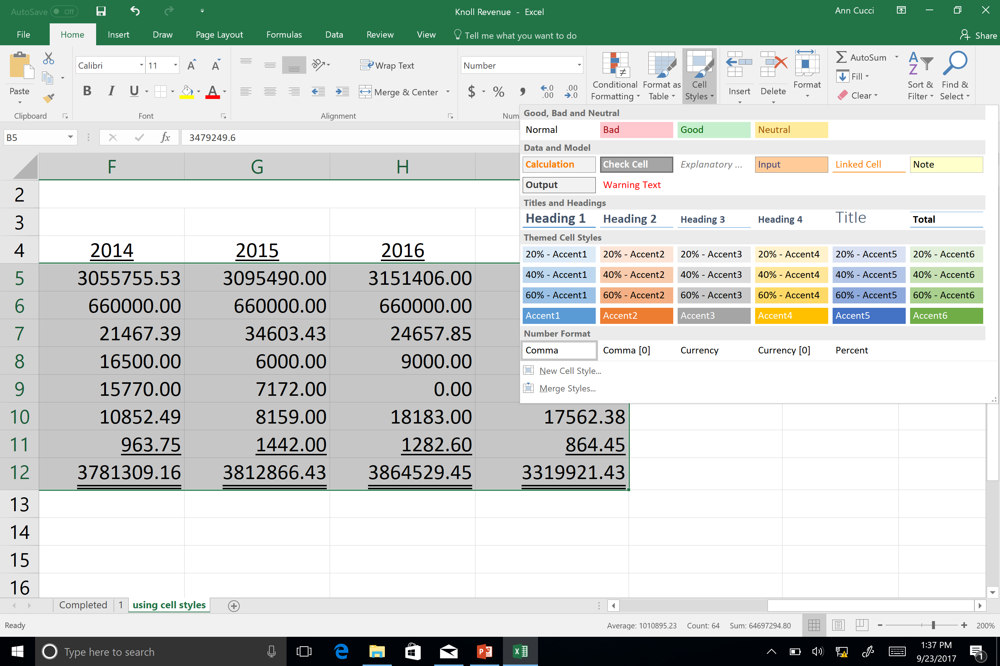 AutoSave Off Knoll Revenue - Excel Ann Cucci
File Home Insert Draw Page Layout Formulas Data Review View Tell me what you want to do Share
Paste
Clipboard
Calibri 11 A A
B I U A
Font
Wrap Text
Merge & Center
Alignment
Number
$ % , ←.0 .00 .00 →.0
Num
Conditional Formatting
Format as Table
Cell Styles
Insert
Delete
Format
AutoSum
Fill
Clear
A Z Sort & Filter
Find & Select
B5 fx 3479249.6
Good, Bad and Neutral
Normal Bad Good Neutral
Data and Model
Calculation Check Cell Explanatory ... Input Linked Cell Note
Output Warning Text
Titles and Headings
Heading 1 Heading 2 Heading 3 Heading 4 Title Total
Themed Cell Styles
20% - Accent1 20% - Accent2 20% - Accent3 20% - Accent4 20% - Accent5 20% - Accent6
40% - Accent1 40% - Accent2 40% - Accent3 40% - Accent4 40% - Accent5 40% - Accent6
60% - Accent1 60% - Accent2 60% - Accent3 60% - Accent4 60% - Accent5 60% - Accent6
Accent1 Accent2 Accent3 Accent4 Accent5 Accent6
Number Format
Comma Comma [0] Currency Currency [0] Percent
New Cell Style...
Merge Styles...
F G H
2
3
4 2014 2015 2016
5 3055755.53 3095490.00 3151406.00
6 660000.00 660000.00 660000.00
7 21467.39 34603.43 24657.85
8 16500.00 6000.00 9000.00
9 15770.00 7172.00 0.00
10 10852.49 8159.00 18183.00 17562.38
11 963.75 1442.00 1282.60 864.45
12 3781309.16 3812866.43 3864529.45 3319921.43
13
14
15
16
Completed 1 using cell styles
Ready Average: 1010895.23 Count: 64 Sum: 64697294.80 200%
Type here to search
1:37 PM
9/23/2017
1